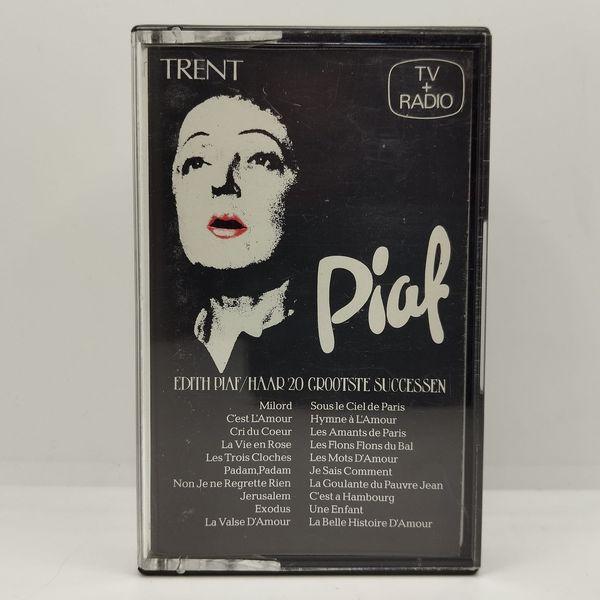 TRENT
TV
+
RADIO
Piaf
EDITH PIAF/HAAR 20 GROOTSTE SUCCESSEN
Milord
C'est L'Amour
Cri du Coeur
La Vie en Rose
Les Trois Cloches
Padam,Padam
Non Je ne Regrette Rien
Jerusalem
Exodus
La Valse D'Amour
Sous le Ciel de Paris
Hymne à L'Amour
Les Amants de Paris
Les Flons Flons du Bal
Les Mots D'Amour
Je Sais Comment
La Goulante du Pauvre Jean
C'est a Hambourg
Une Enfant
La Belle Histoire D'Amour